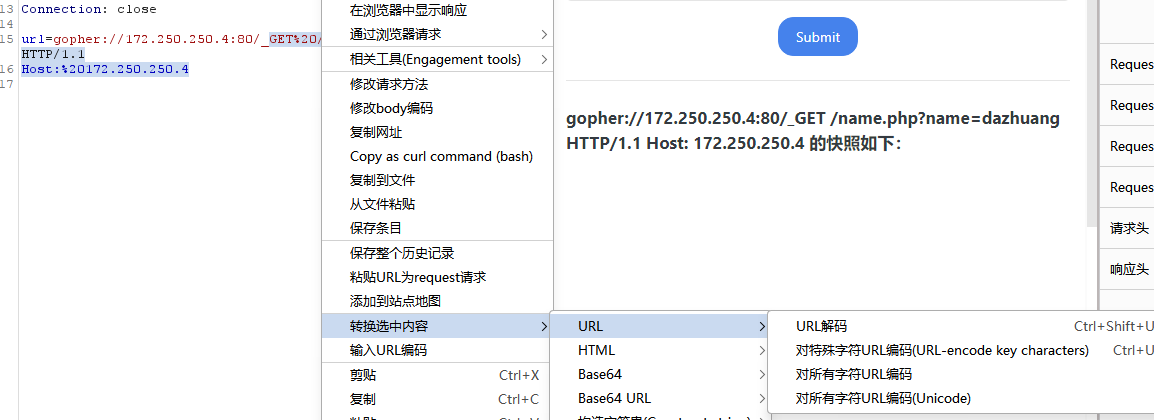 13 Connection: close
14
15 url=gopher://172.250.250.4:80/_GET%20/
HTTP/1.1
16 Host:%20172.250.250.4
17
在浏览器中显示响应
通过浏览器请求
相关工具(Engagement tools)
修改请求方法
修改body编码
复制网址
Copy as curl command (bash)
复制到文件
从文件粘贴
保存条目
保存整个历史记录
粘贴URL为request请求
添加到站点地图
转换选中内容
输入URL编码
剪贴 Ctrl+X
复制 Ctrl+C
URL
HTML
Base64
Base64 URL
URL解码 Ctrl+Shift+U
对特殊字符URL编码(URL-encode key characters) Ctrl+U
对所有字符URL编码
对所有字符URL编码(Unicode)
Submit
gopher://172.250.250.4:80/_GET /name.php?name=dazhuang
HTTP/1.1 Host: 172.250.250.4 的快照如下：
Reques
Reques
Reques
Reques
请求头
响应头